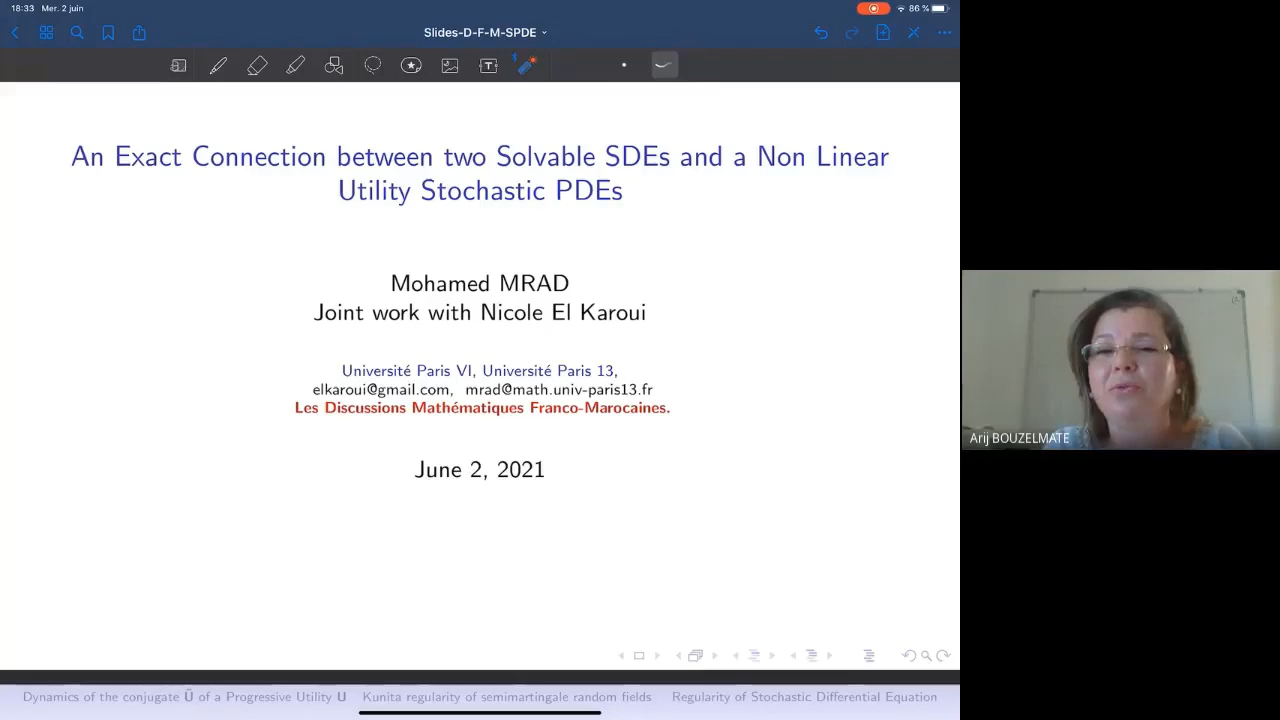 18:33 Mer. 2 juin
86 %
Slides-D-F-M-SPDE
An Exact Connection between two Solvable SDEs and a Non Linear
Utility Stochastic PDEs
Mohamed MRAD
Joint work with Nicole El Karoui
Université Paris VI, Université Paris 13,
elkaroui@gmail.com, mrad@math.univ-paris13.fr
Les Discussions Mathématiques Franco-Marocaines.
June 2, 2021
Arij BOUZELMATE
Dynamics of the conjugate Ũ of a Progressive Utility U Kunita regularity of semimartingale random fields Regularity of Stochastic Differential Equation